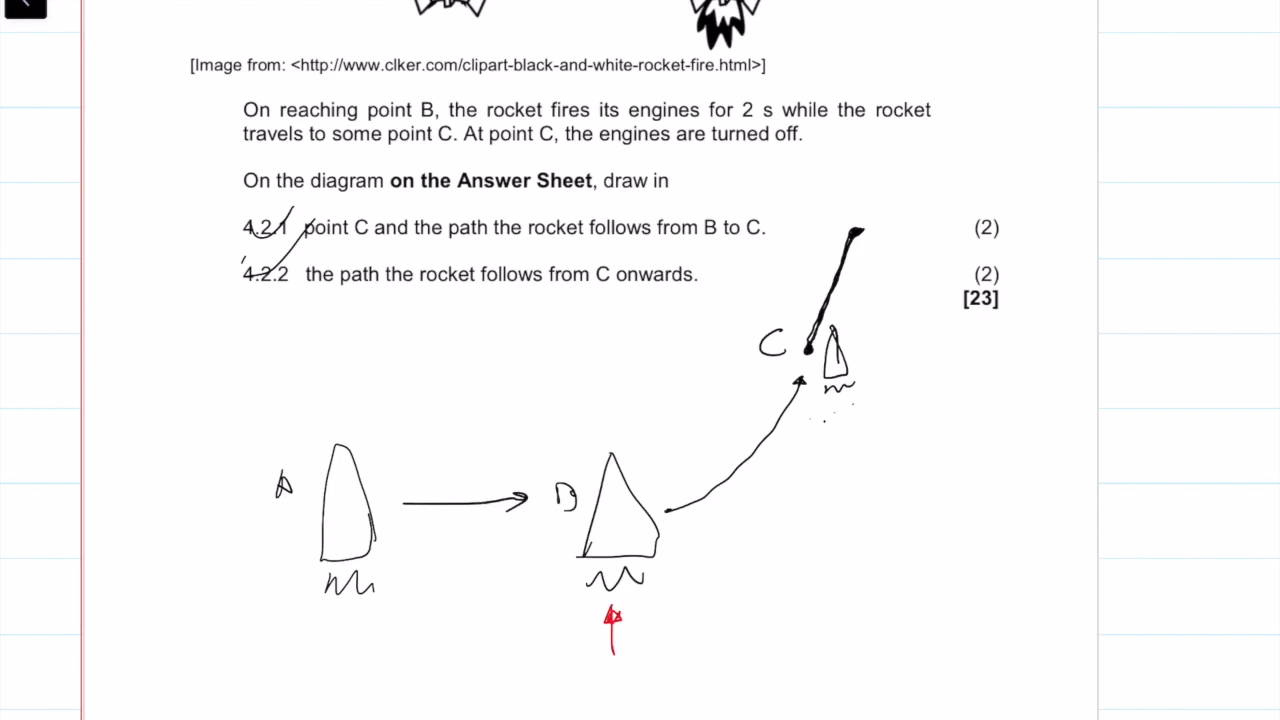 [Image from: <http://www.clker.com/clipart-black-and-white-rocket-fire.html>]
On reaching point B, the rocket fires its engines for 2 s while the rocket
travels to some point C. At point C, the engines are turned off.
On the diagram on the Answer Sheet, draw in
4.2.1 point C and the path the rocket follows from B to C. (2)
4.2.2 the path the rocket follows from C onwards. (2)
[23]
C
A
B